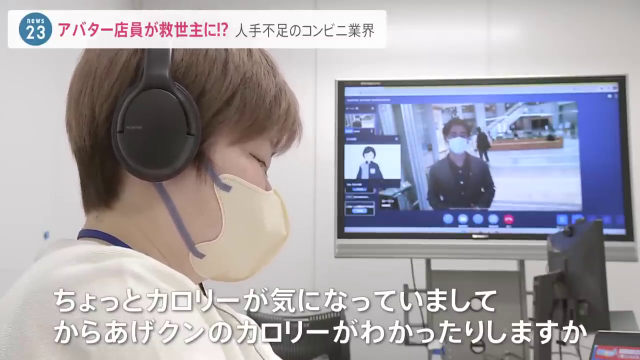 news
23
アバター店員が救世主に!? 人手不足のコンビニ業界
ちょっとカロリーが気になっていまして
からあげクンのカロリーがわかったりしますか